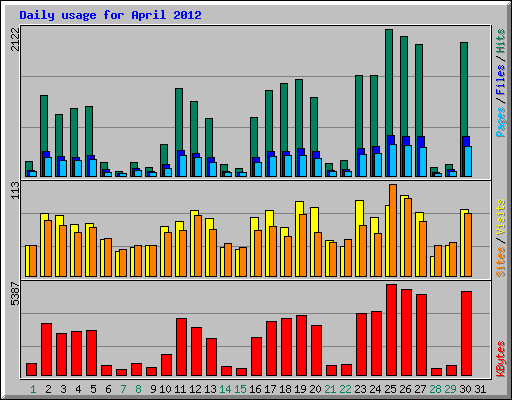 Daily usage for April 2012
2122
Pages / Files / Hits
113
Sites / Visits
5387
KBytes
1 2 3 4 5 6 7 8 9 10 11 12 13 14 15 16 17 18 19 20 21 22 23 24 25 26 27 28 29 30 31